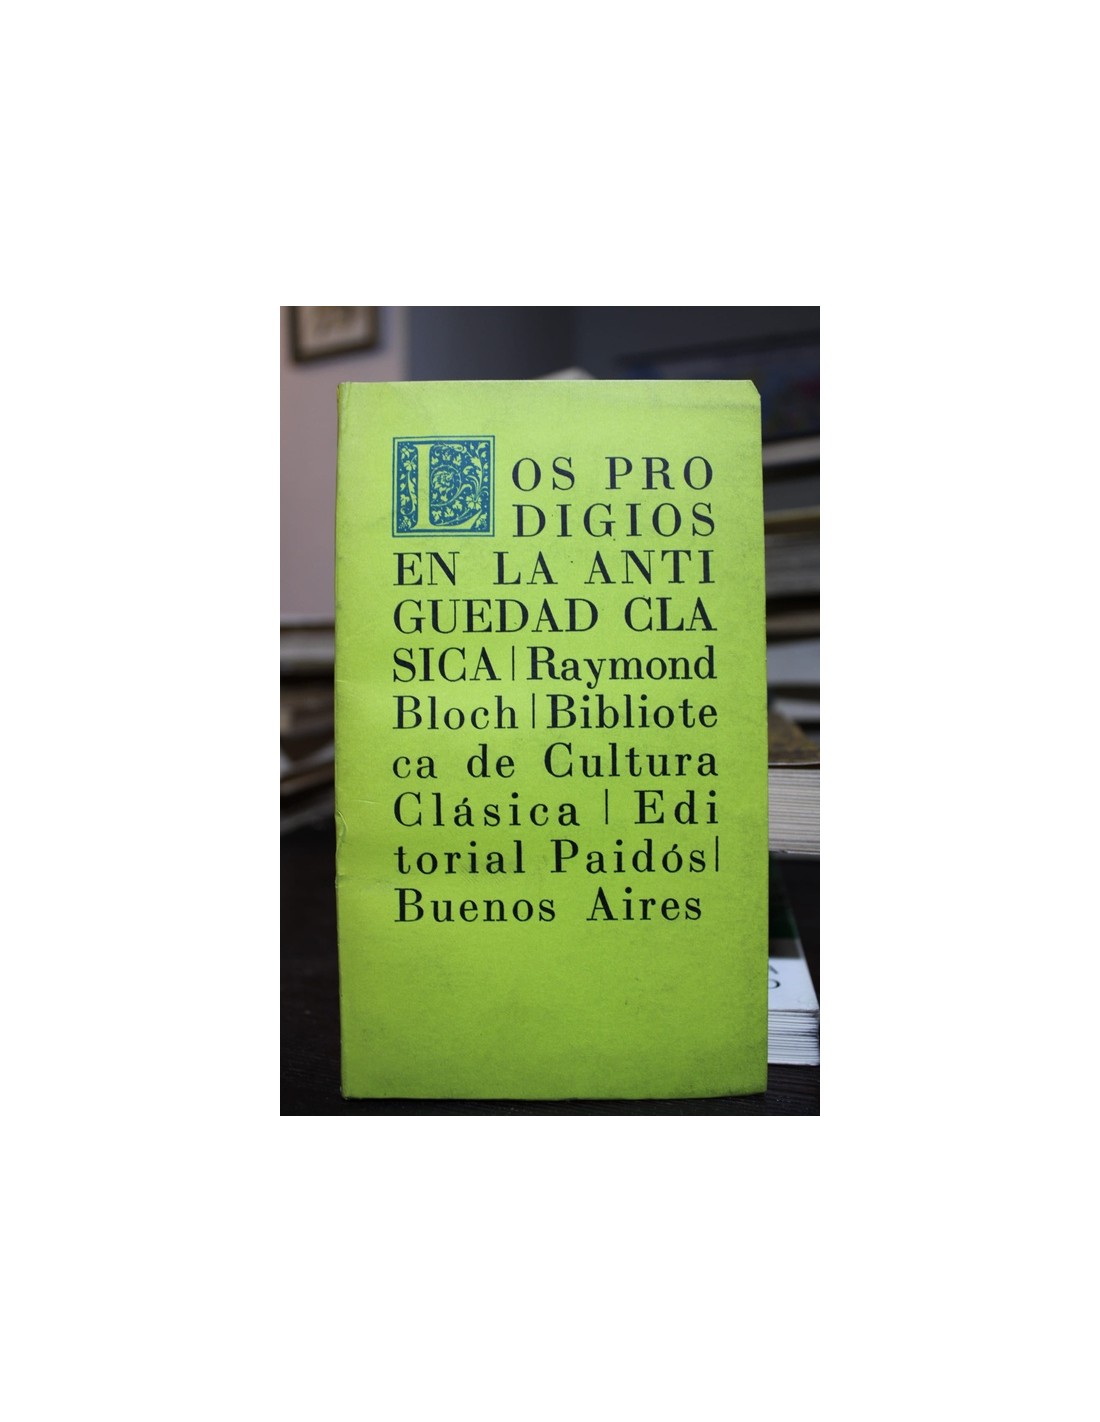 LOS PRO
DIGIOS
EN LA ANTI
GUEDAD CLA
SICA | Raymond
Bloch | Bibliote
ca de Cultura
Clásica | Edi
torial Paidós |
Buenos Aires